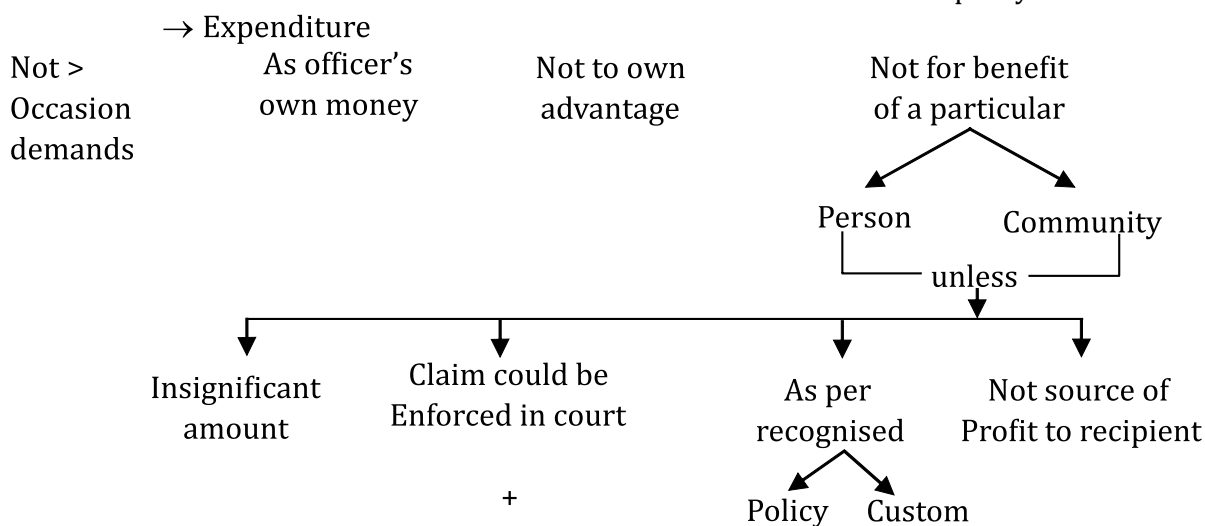 → Expenditure
Not >
Occasion
demands
As officer’s
own money
Not to own
advantage
Not for benefit
of a particular
Person
Community
unless
Insignificant
amount
Claim could be
Enforced in court
As per
recognised
Not source of
Profit to recipient
+
Policy
Custom